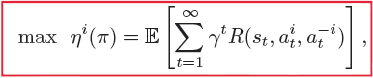 max η^i(π) = 𝔼 [ ∑_{t=1}^{∞} γ^t R(s_t, a_t^i, a_t^{-i}) ] ,